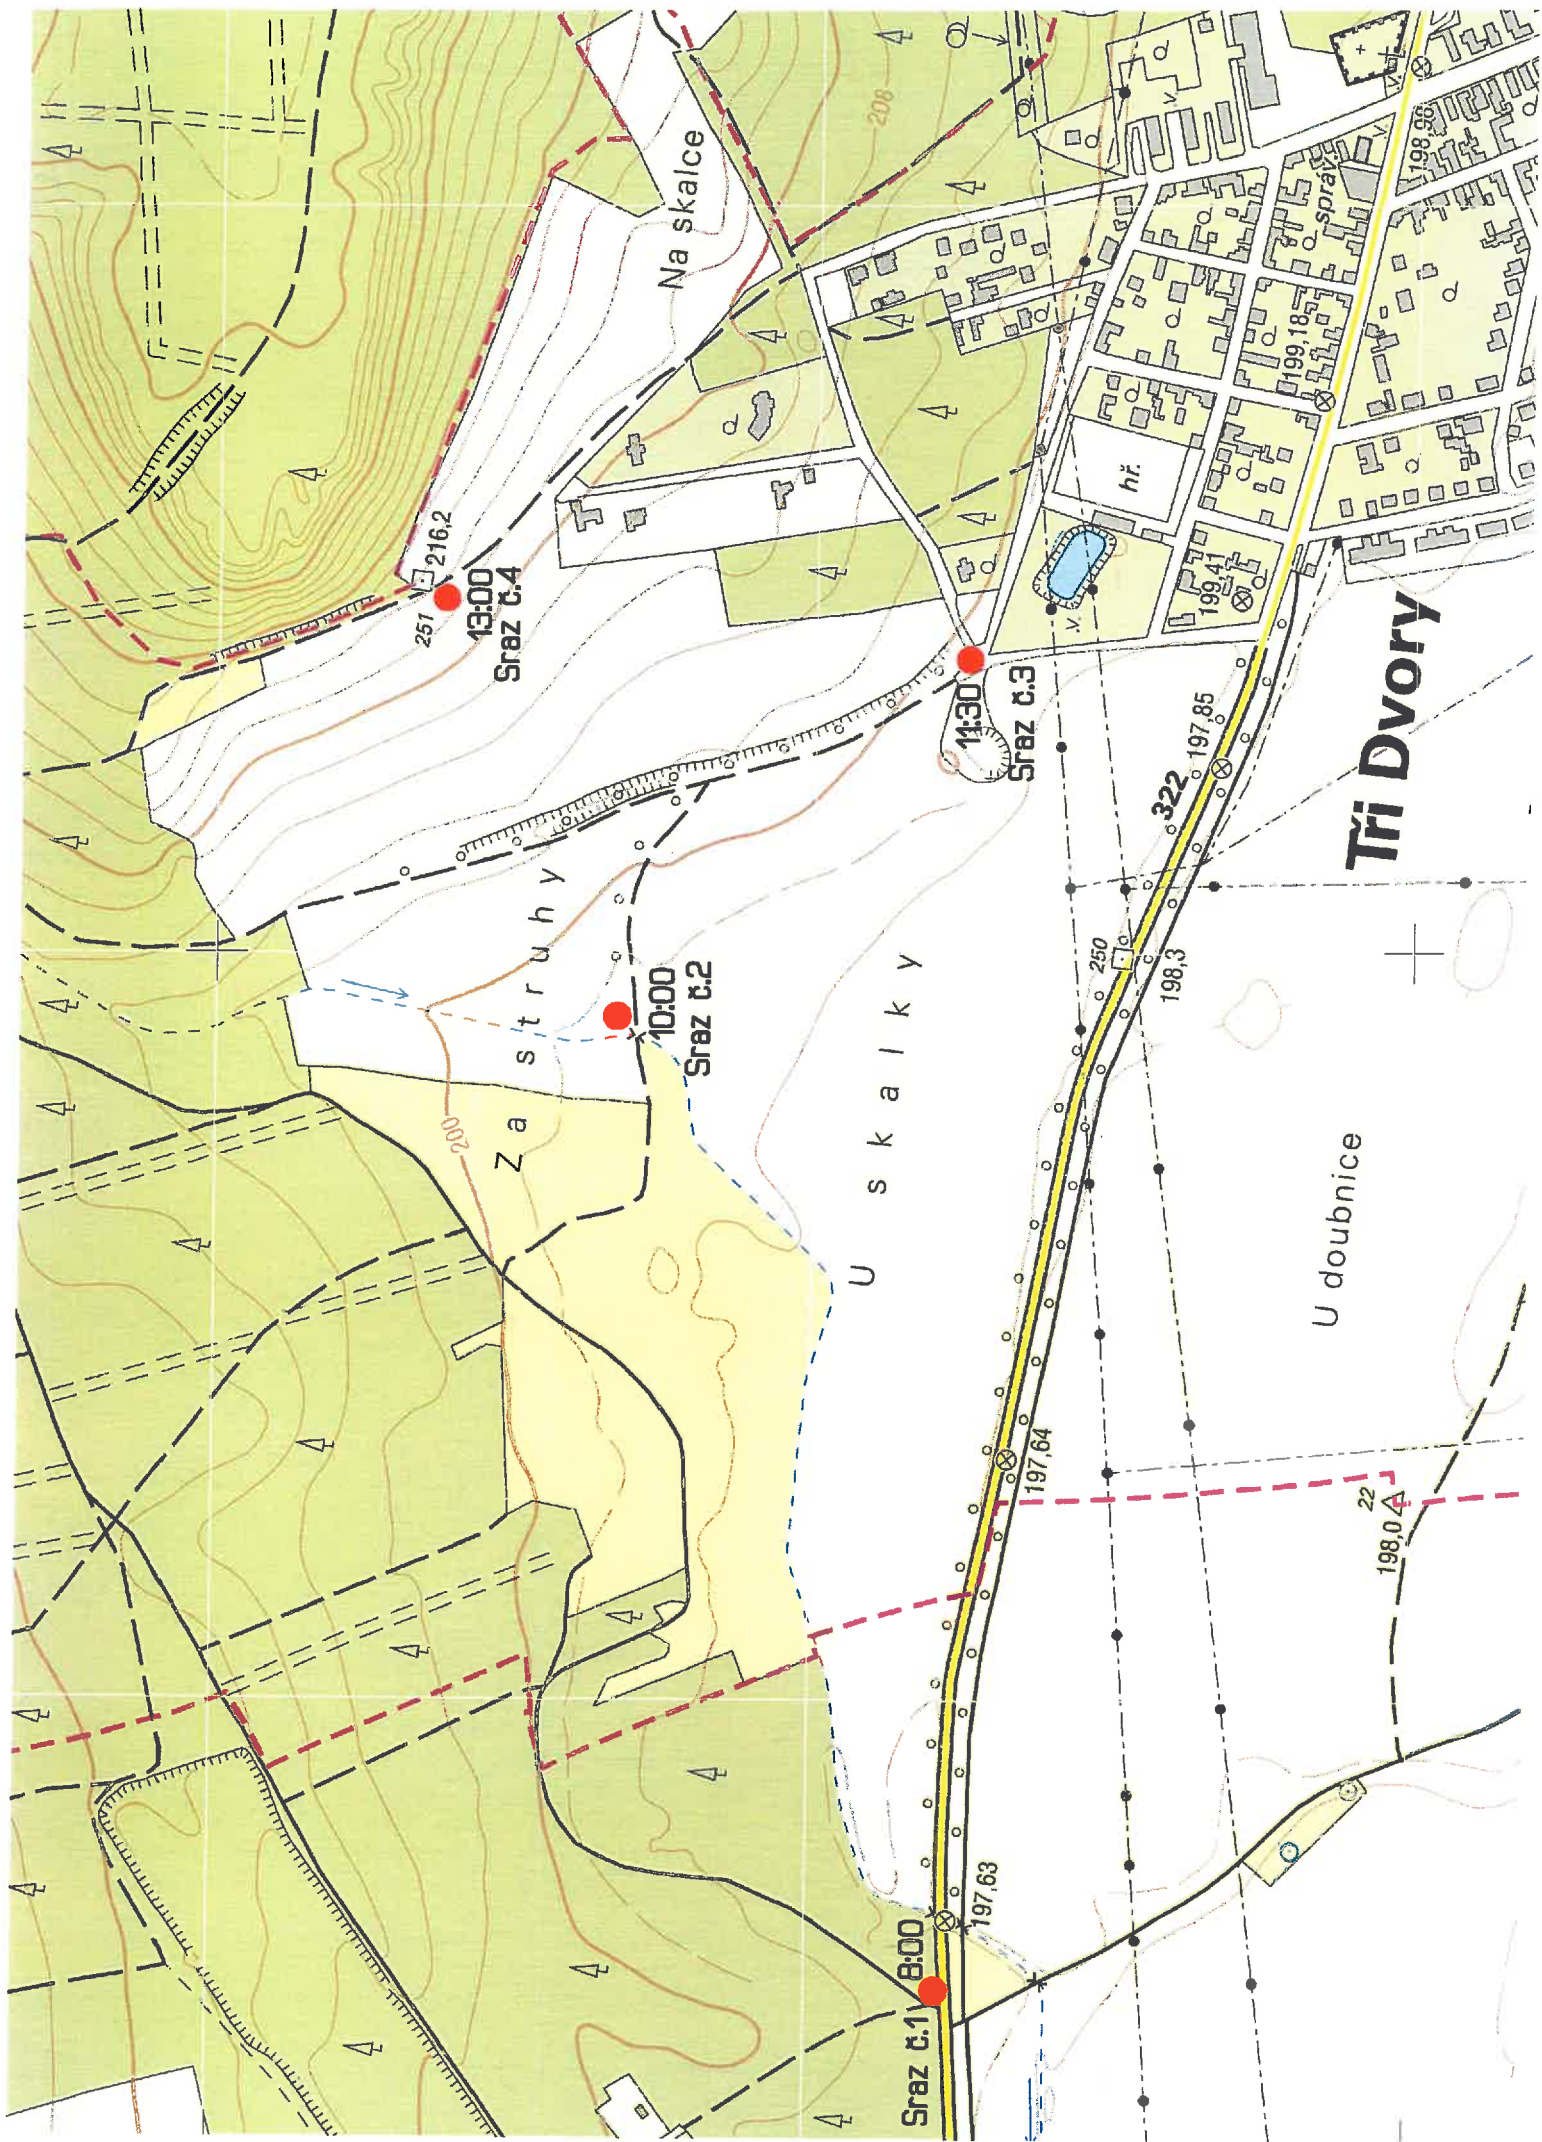 208
Na skalce
správ.
198,98
199,18
hř.
199,41
216,2
251
13:00
Sraz č.4
11:30
Sraz č.3
197,85
322
Tři Dvory
Za struhy
10:00
Sraz č.2
250
198,3
200
U skalky
U doubnice
197,64
22
198,0
197,63
8:00
Sraz č.1